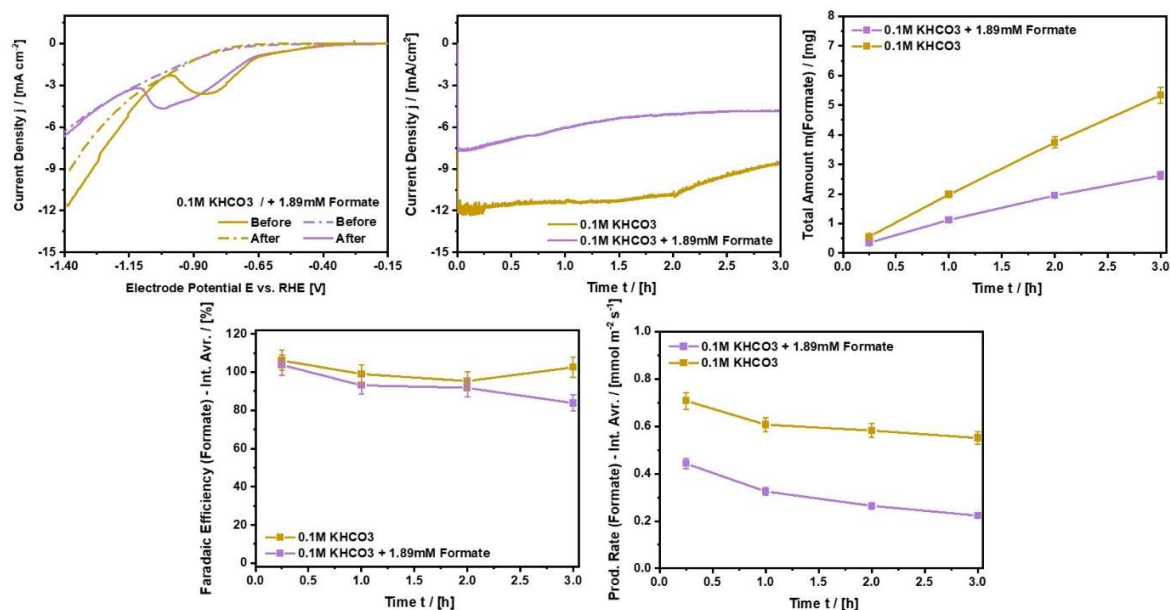 Current Density j / [mA cm⁻²]
0
-3
-6
-9
-12
-15
0.1M KHCO3 / + 1.89mM Formate
Before Before
After After
-1.40 -1.15 -0.90 -0.65 -0.40 -0.15
Electrode Potential E vs. RHE [V]
Current Density j / [mA/cm²]
0
-3
-6
-9
-12
-15
0.1M KHCO3
0.1M KHCO3 + 1.89mM Formate
0.0 0.5 1.0 1.5 2.0 2.5 3.0
Time t / [h]
Total Amount m(Formate) / [mg]
8
7
6
5
4
3
2
1
0
0.1M KHCO3 + 1.89mM Formate
0.1M KHCO3
0.0 0.5 1.0 1.5 2.0 2.5 3.0
Time t / [h]
Faradaic Efficiency (Formate) - Int. Avr. / [%]
120
100
80
60
40
20
0
0.1M KHCO3
0.1M KHCO3 + 1.89mM Formate
0.0 0.5 1.0 1.5 2.0 2.5 3.0
Time t / [h]
Prod. Rate (Formate) - Int. Avr. / [mmol m⁻² s⁻¹]
1.0
0.8
0.6
0.4
0.2
0.0
0.1M KHCO3 + 1.89mM Formate
0.1M KHCO3
0.0 0.5 1.0 1.5 2.0 2.5 3.0
Time t / [h]